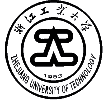 浙江工业大学
1953
ZHEJIANG UNIVERSITY OF TECHNOLOGY